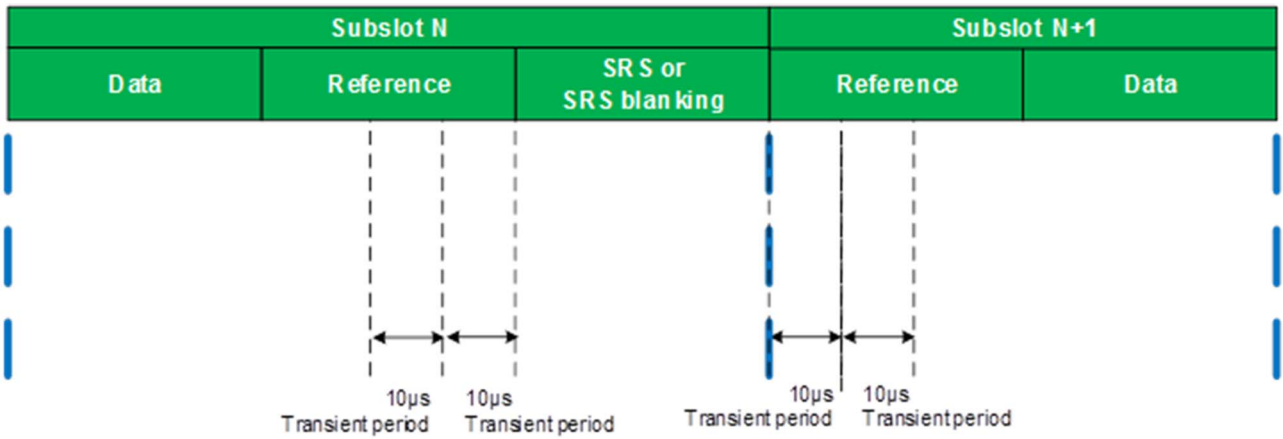 Subslot N
Subslot N+1
Data
Reference
SRS or
SRS blanking
Reference
Data
10µs
Transient period
10µs
Transient period
10µs
Transient period
10µs
Transient period